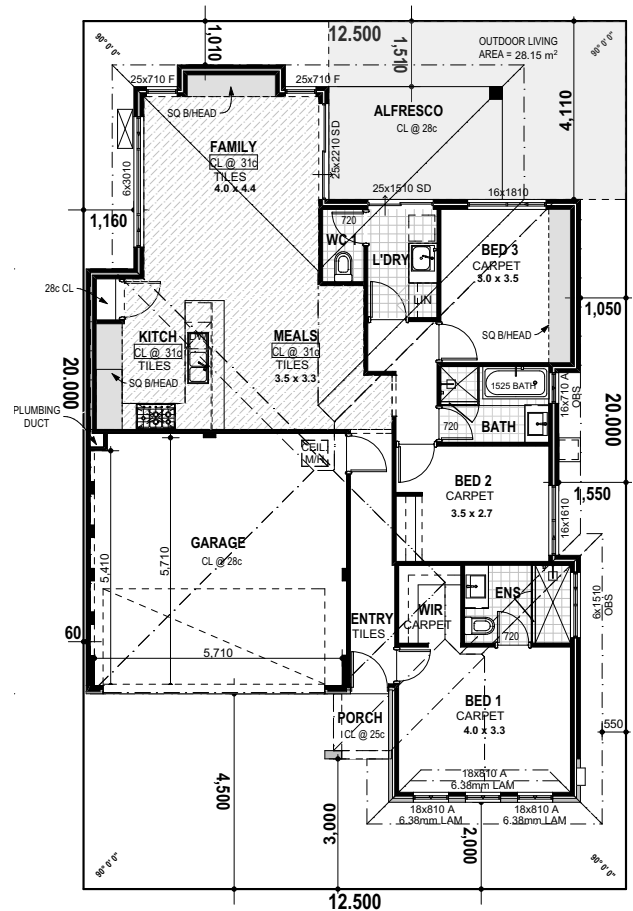 90° 0' 0"
1,010
12.500
1,510
OUTDOOR LIVING
AREA = 28.15 m²
90° 0' 0"
25x710 F
25x710 F
SQ B/HEAD
ALFRESCO
CL @ 28c
4,110
FAMILY
CL @ 31c
TILES
4.0 x 4.4
6x3010
25x2210 SD
25x1510 SD
16x1810
1,160
720
WC 1
L'DRY
BED 3
CARPET
3.0 x 3.5
28c CL
LIN
1,050
KITCH
CL @ 31c
TILES
DW
MEALS
CL @ 31c
TILES
3.5 x 3.3
SQ B/HEAD
SQ B/HEAD
20.000
1525 BATH
16x710 A
OBS
20.000
PLUMBING
DUCT
720
BATH
CEIL
M/H
BED 2
CARPET
3.5 x 2.7
1,550
16x1610
GARAGE
CL @ 28c
5,410
5,710
ENS
WIR
CARPET
6x1510
OBS
60
ENTRY
TILES
720
5,710
BED 1
CARPET
4.0 x 3.3
PORCH
CL @ 25c
550
4,500
18x810 A
6.38mm LAM
3,000
18x810 A
6.38mm LAM
18x810 A
6.38mm LAM
2,000
90° 0' 0"
90° 0' 0"
12.500